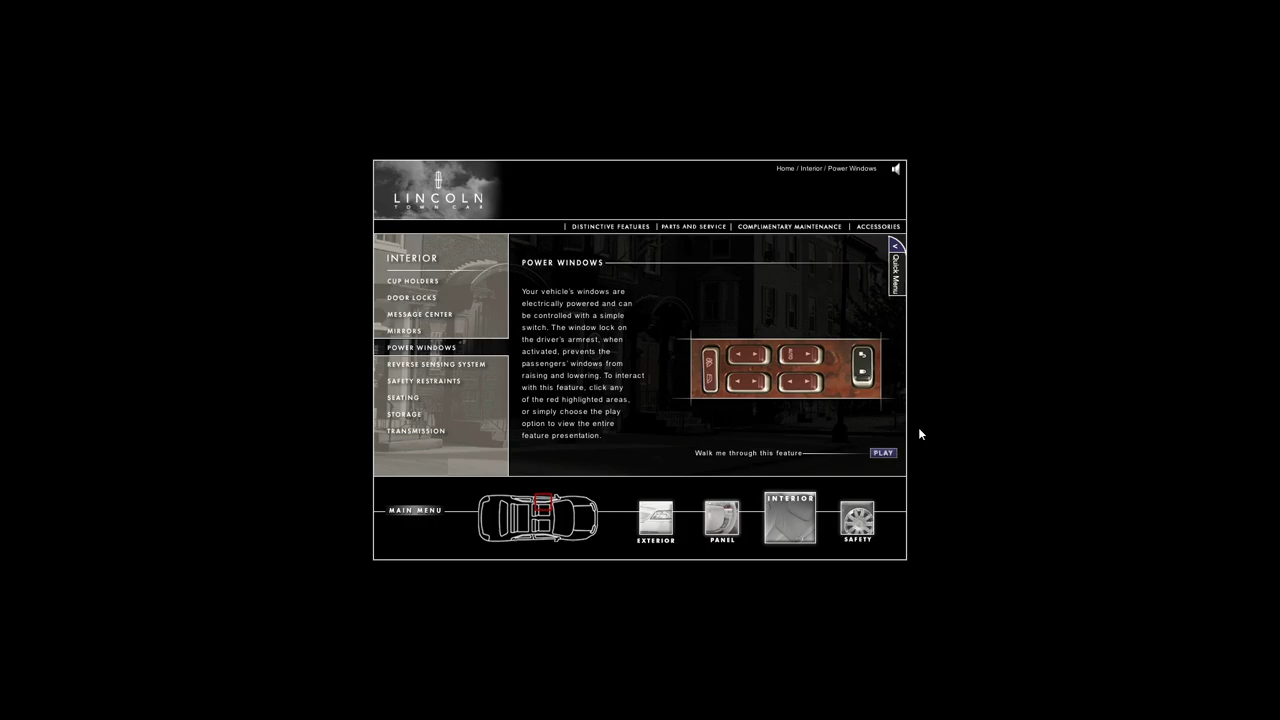 Home / Interior / Power Windows
LINCOLN
TOWN CAR
DISTINCTIVE FEATURES
PARTS AND SERVICE
COMPLIMENTARY MAINTENANCE
ACCESSORIES
Quick Menu
INTERIOR
CUP HOLDERS
DOOR LOCKS
MESSAGE CENTER
MIRRORS
POWER WINDOWS
REVERSE SENSING SYSTEM
SAFETY RESTRAINTS
SEATING
STORAGE
TRANSMISSION
POWER WINDOWS
Your vehicle's windows are
electrically powered and can
be controlled with a simple
switch. The window lock on
the driver's armrest, when
activated, prevents the
passengers' windows from
raising and lowering. To interact
with this feature, click any
of the red highlighted areas,
or simply choose the play
option to view the entire
feature presentation.
AUTO
Walk me through this feature
PLAY
MAIN MENU
EXTERIOR
PANEL
INTERIOR
SAFETY